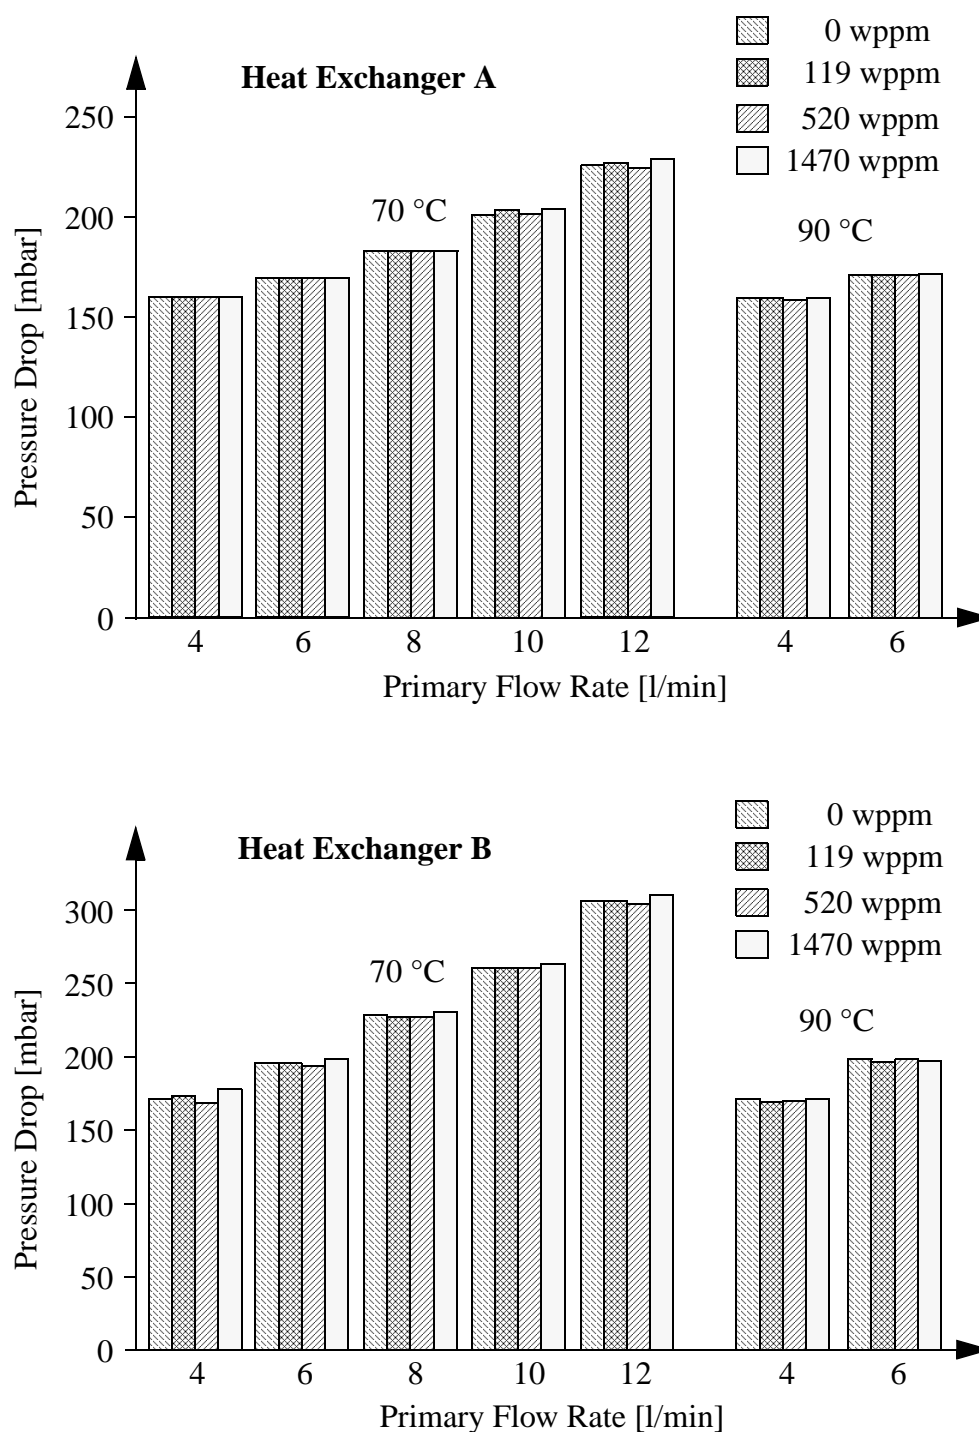 0 wppm
119 wppm
520 wppm
1470 wppm
Heat Exchanger A
250
200
150
100
50
0
Pressure Drop [mbar]
70 °C
90 °C
4 6 8 10 12 4 6
Primary Flow Rate [l/min]
0 wppm
119 wppm
520 wppm
1470 wppm
Heat Exchanger B
300
250
200
150
100
50
0
Pressure Drop [mbar]
70 °C
90 °C
4 6 8 10 12 4 6
Primary Flow Rate [l/min]